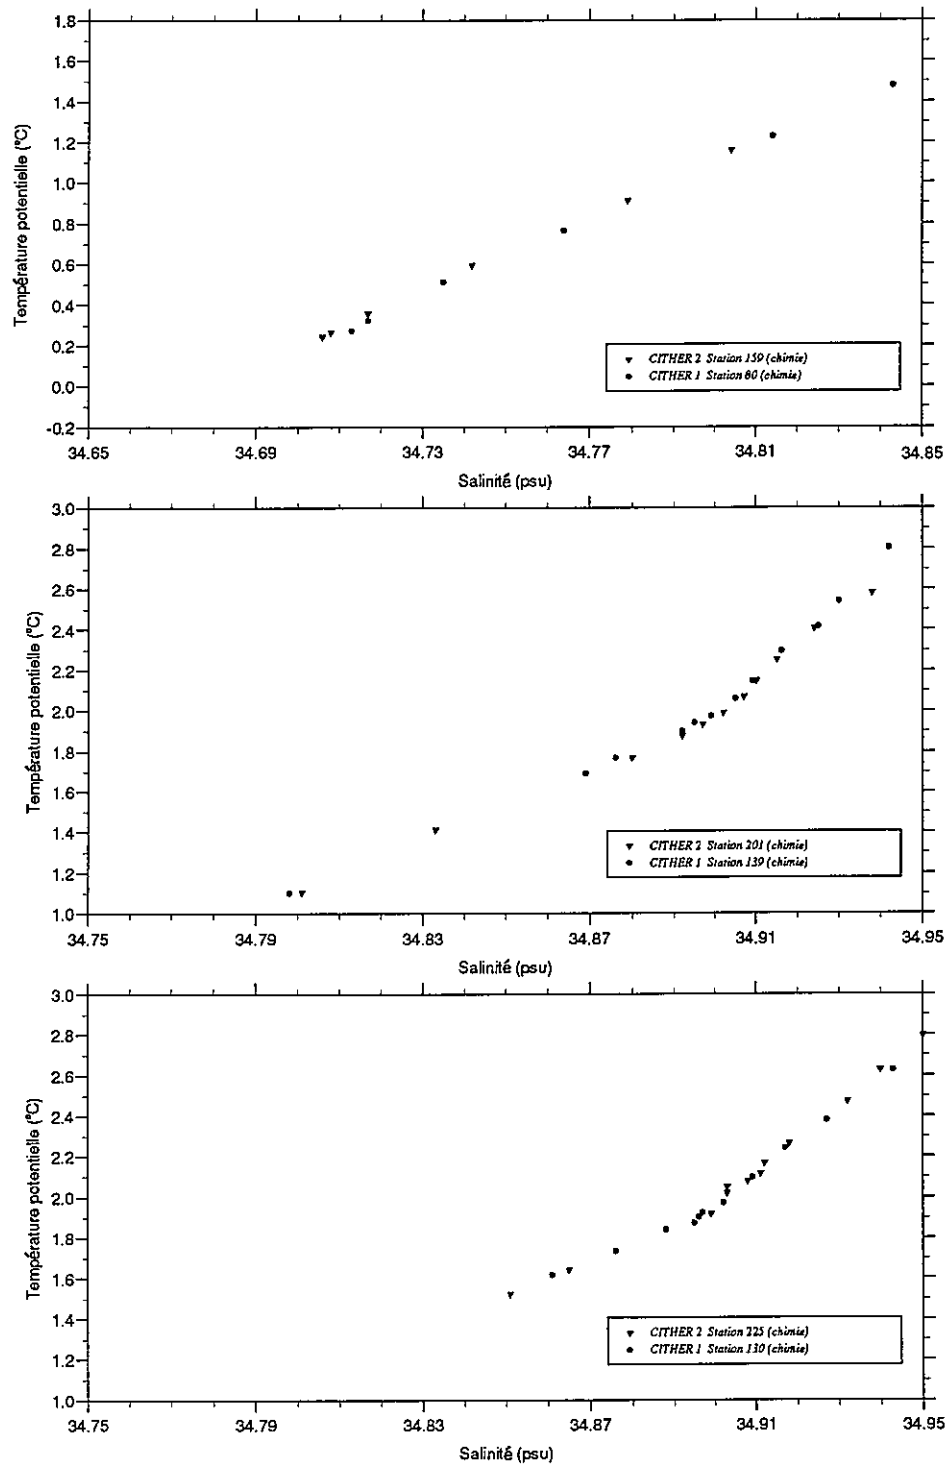 1.8
1.6
1.4
1.2
1.0
0.8
0.6
0.4
0.2
0.0
-0.2
Température potentielle (°C)
CITHER 2 Station 159 (chimie)
CITHER 1 Station 80 (chimie)
34.65 34.69 34.73 34.77 34.81 34.85
Salinité (psu)
3.0
2.8
2.6
2.4
2.2
2.0
1.8
1.6
1.4
1.2
1.0
Température potentielle (°C)
CITHER 2 Station 201 (chimie)
CITHER 1 Station 139 (chimie)
34.75 34.79 34.83 34.87 34.91 34.95
Salinité (psu)
3.0
2.8
2.6
2.4
2.2
2.0
1.8
1.6
1.4
1.2
1.0
Température potentielle (°C)
CITHER 2 Station 225 (chimie)
CITHER 1 Station 130 (chimie)
34.75 34.79 34.83 34.87 34.91 34.95
Salinité (psu)